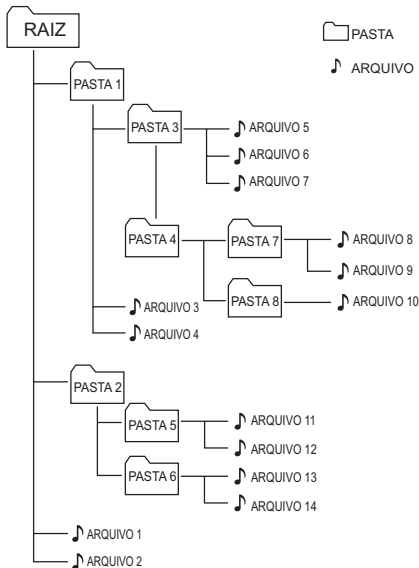 RAIZ
PASTA
ARQUIVO
PASTA 1
PASTA 3
ARQUIVO 5
ARQUIVO 6
ARQUIVO 7
PASTA 4
PASTA 7
ARQUIVO 8
ARQUIVO 9
PASTA 8
ARQUIVO 10
ARQUIVO 3
ARQUIVO 4
PASTA 2
PASTA 5
ARQUIVO 11
ARQUIVO 12
PASTA 6
ARQUIVO 13
ARQUIVO 14
ARQUIVO 1
ARQUIVO 2